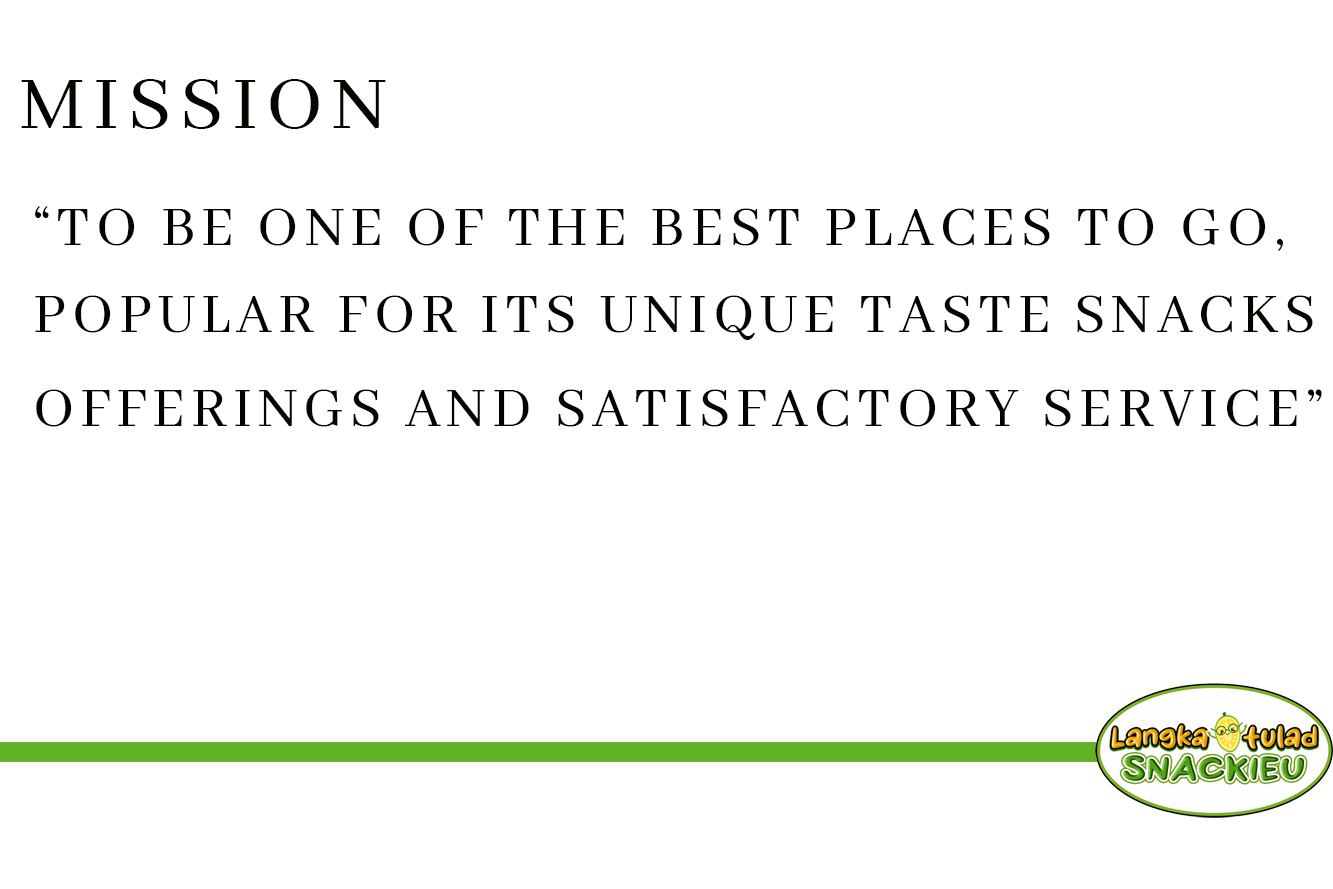 MISSION
“TO BE ONE OF THE BEST PLACES TO GO,
POPULAR FOR ITS UNIQUE TASTE SNACKS
OFFERINGS AND SATISFACTORY SERVICE”
Langka tulad
SNACKIEU